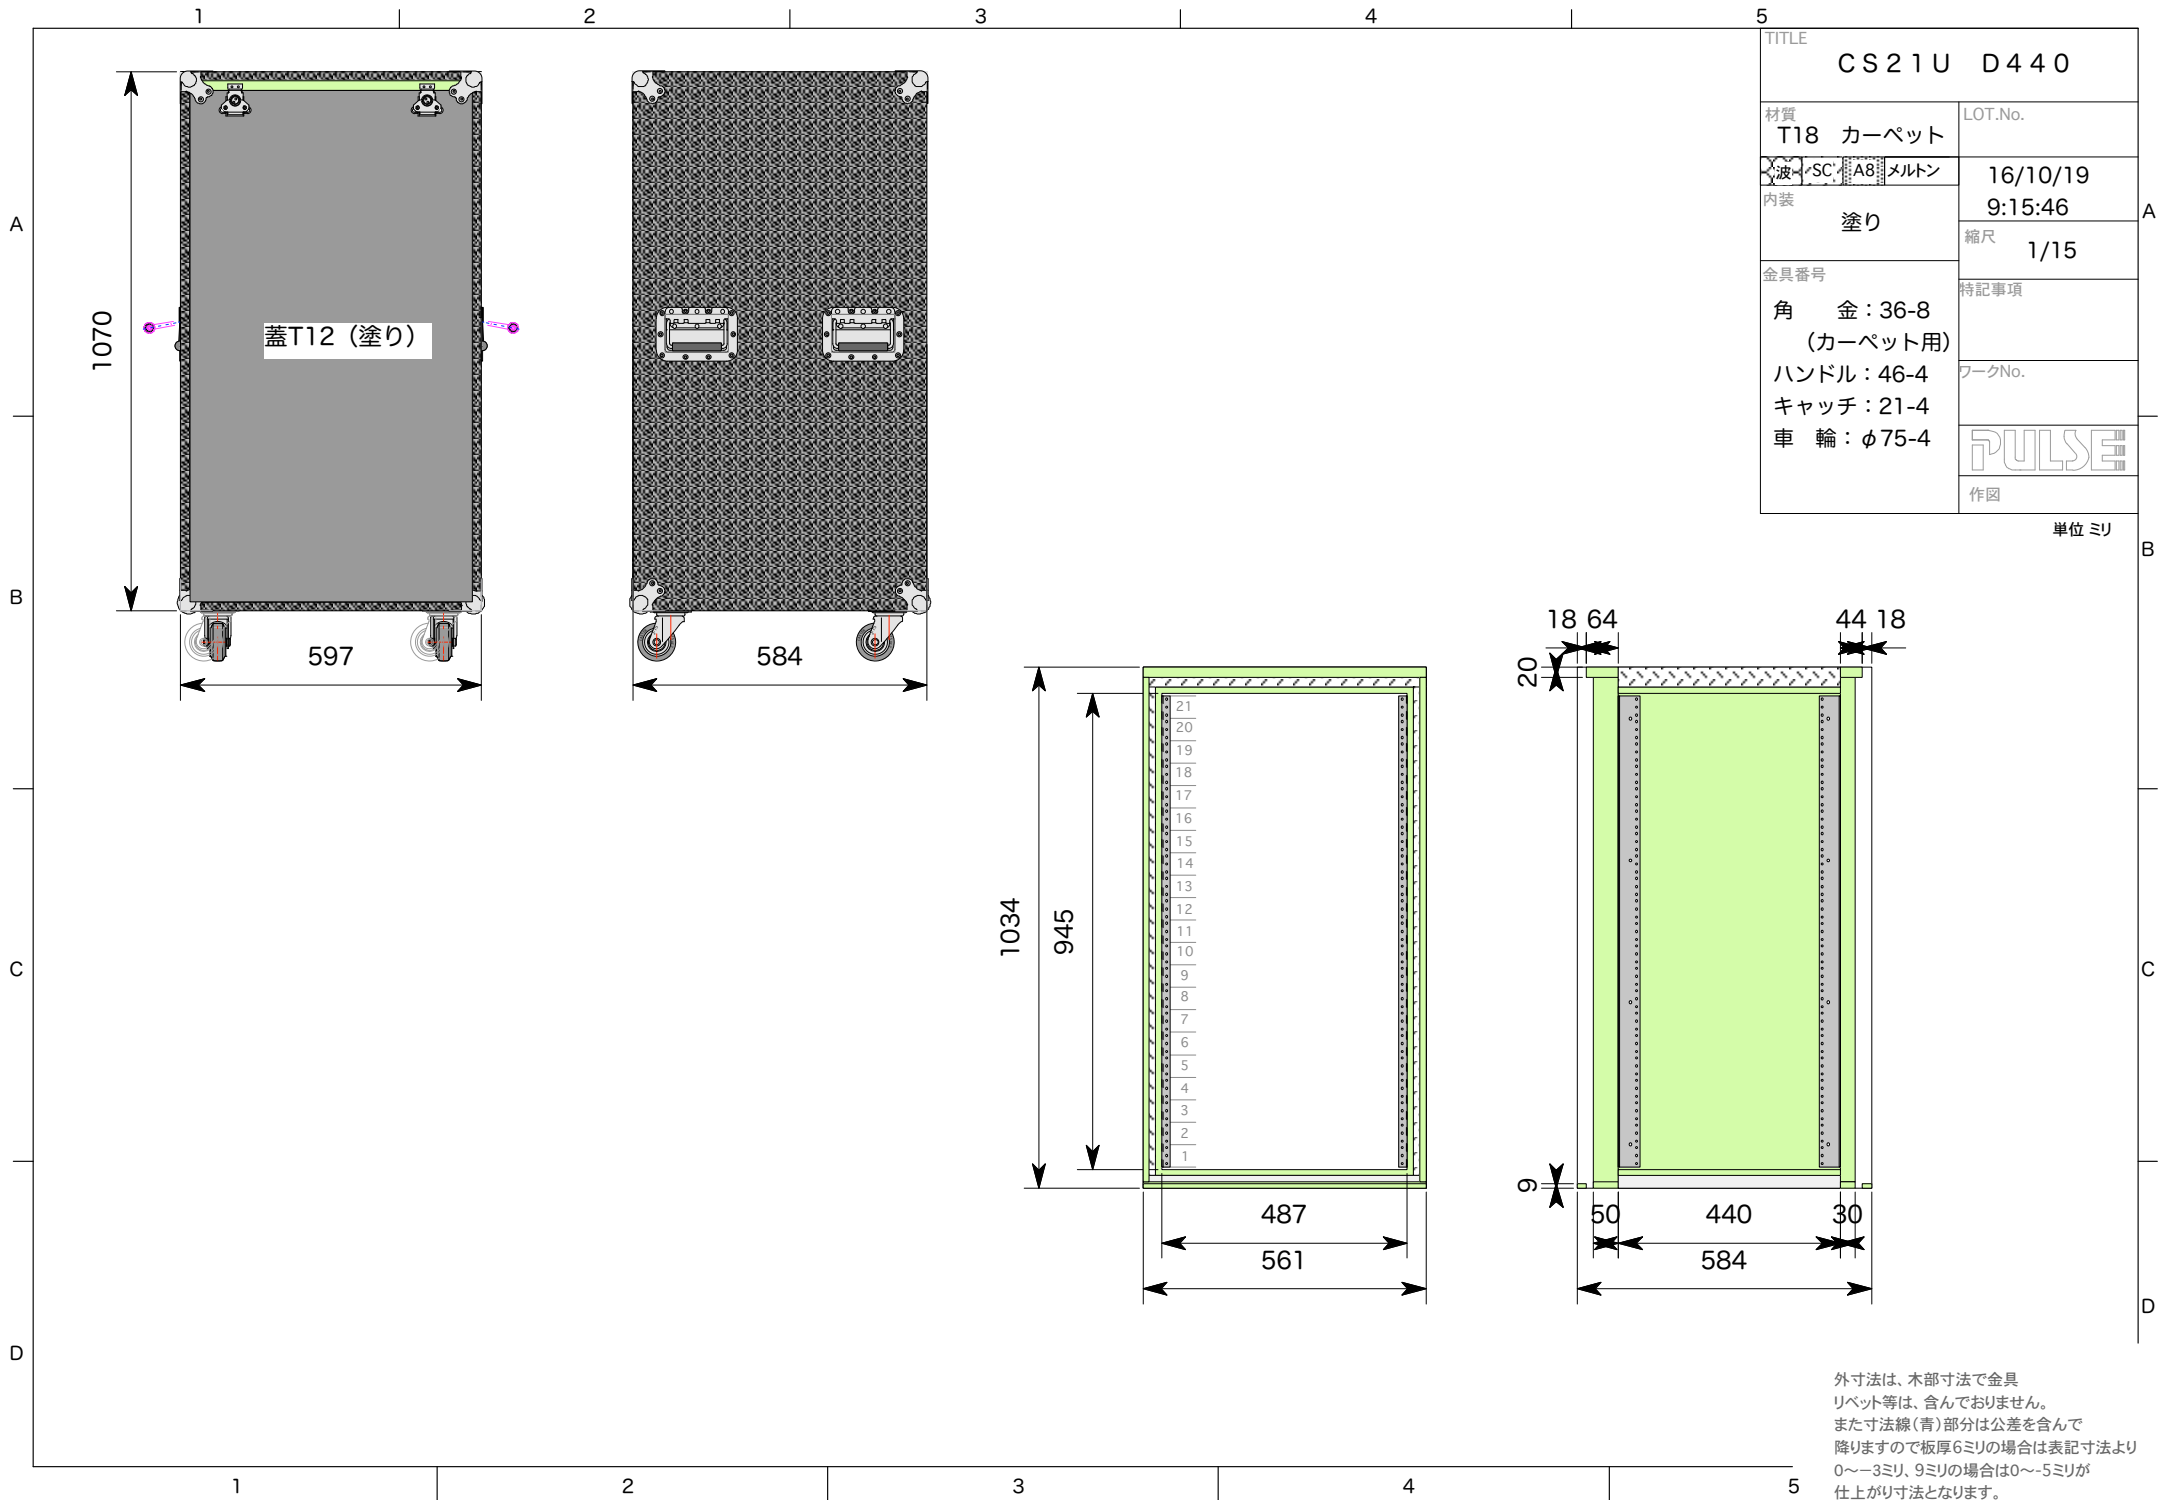 1 2 3 4 5
TITLE
CS21U D440
材質
T18 カーペット
LOT.No.
波 SC A8 メルトン
16/10/19
9:15:46
内装
塗り
縮尺
1/15
金具番号
角 金：36-8
（カーペット用）
ハンドル：46-4
キャッチ：21-4
車 輪：φ75-4
特記事項
ワークNo.
PULSE
作図
単位 ミリ
A
B
C
D
A
B
C
D
1070
蓋T12（塗り）
597
584
1034
945
21
20
19
18
17
16
15
14
13
12
11
10
9
8
7
6
5
4
3
2
1
487
561
18 64 44 18
20
9
50 440 30
584
外寸法は、木部寸法で金具
リベット等は、含んでおりません。
また寸法線（青）部分は公差を含んで
降りますので板厚6ミリの場合は表記寸法より
0〜−3ミリ、9ミリの場合は0〜-5ミリが
仕上がり寸法となります。
1 2 3 4 5